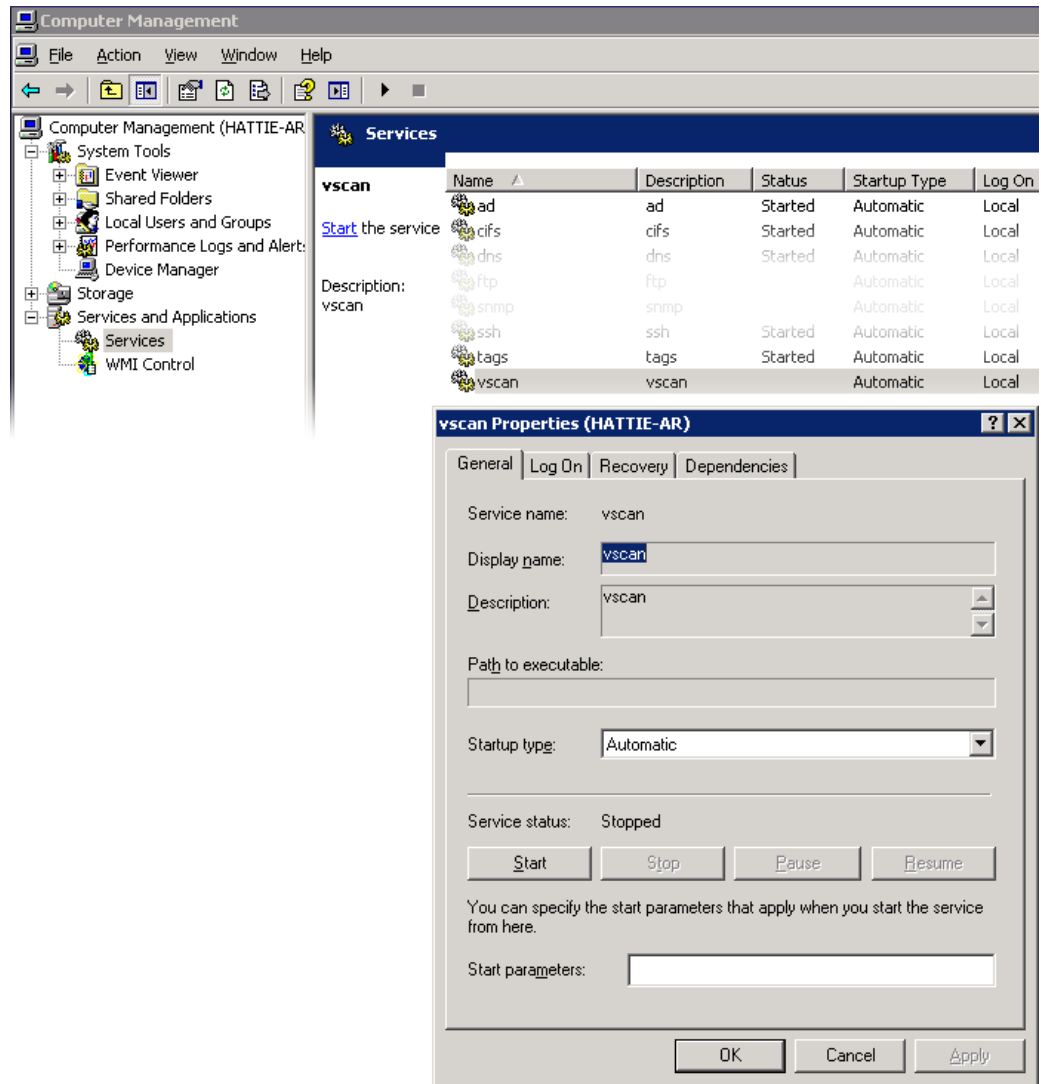 Computer Management
File Action View Window Help
Computer Management (HATTIE-AR
System Tools
Event Viewer
Shared Folders
Local Users and Groups
Performance Logs and Alert
Device Manager
Storage
Services and Applications
Services
WMI Control
Services
vscan
Start the service
Description:
vscan
Name Description Status Startup Type Log On
ad ad Started Automatic Local
cifs cifs Started Automatic Local
dns dns Started Automatic Local
ftp ftp Automatic Local
snmp snmp Automatic Local
ssh ssh Started Automatic Local
tags tags Started Automatic Local
vscan vscan Automatic Local
vscan Properties (HATTIE-AR)
General Log On Recovery Dependencies
Service name: vscan
Display name: vscan
Description: vscan
Path to executable:
Startup type: Automatic
Service status: Stopped
Start Stop Pause Resume
You can specify the start parameters that apply when you start the service
from here.
Start parameters:
OK Cancel Apply